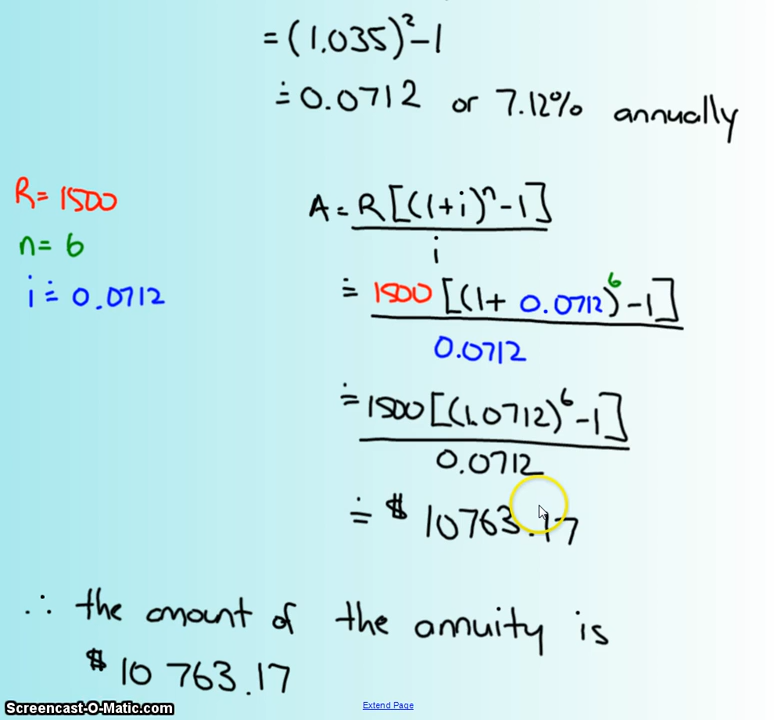 = (1.035)² - 1
≐ 0.0712 or 7.12% annually
R = 1500
n = 6
i ≐ 0.0712
A = R[(1+i)ⁿ - 1]
i
≐ 1500 [(1 + 0.0712)⁶ - 1]
0.0712
≐ 1500 [(1.0712)⁶ - 1]
0.0712
≐ $ 10763.17
∴ the amount of the annuity is
$ 10 763.17
Screencast-O-Matic.com
Extend Page